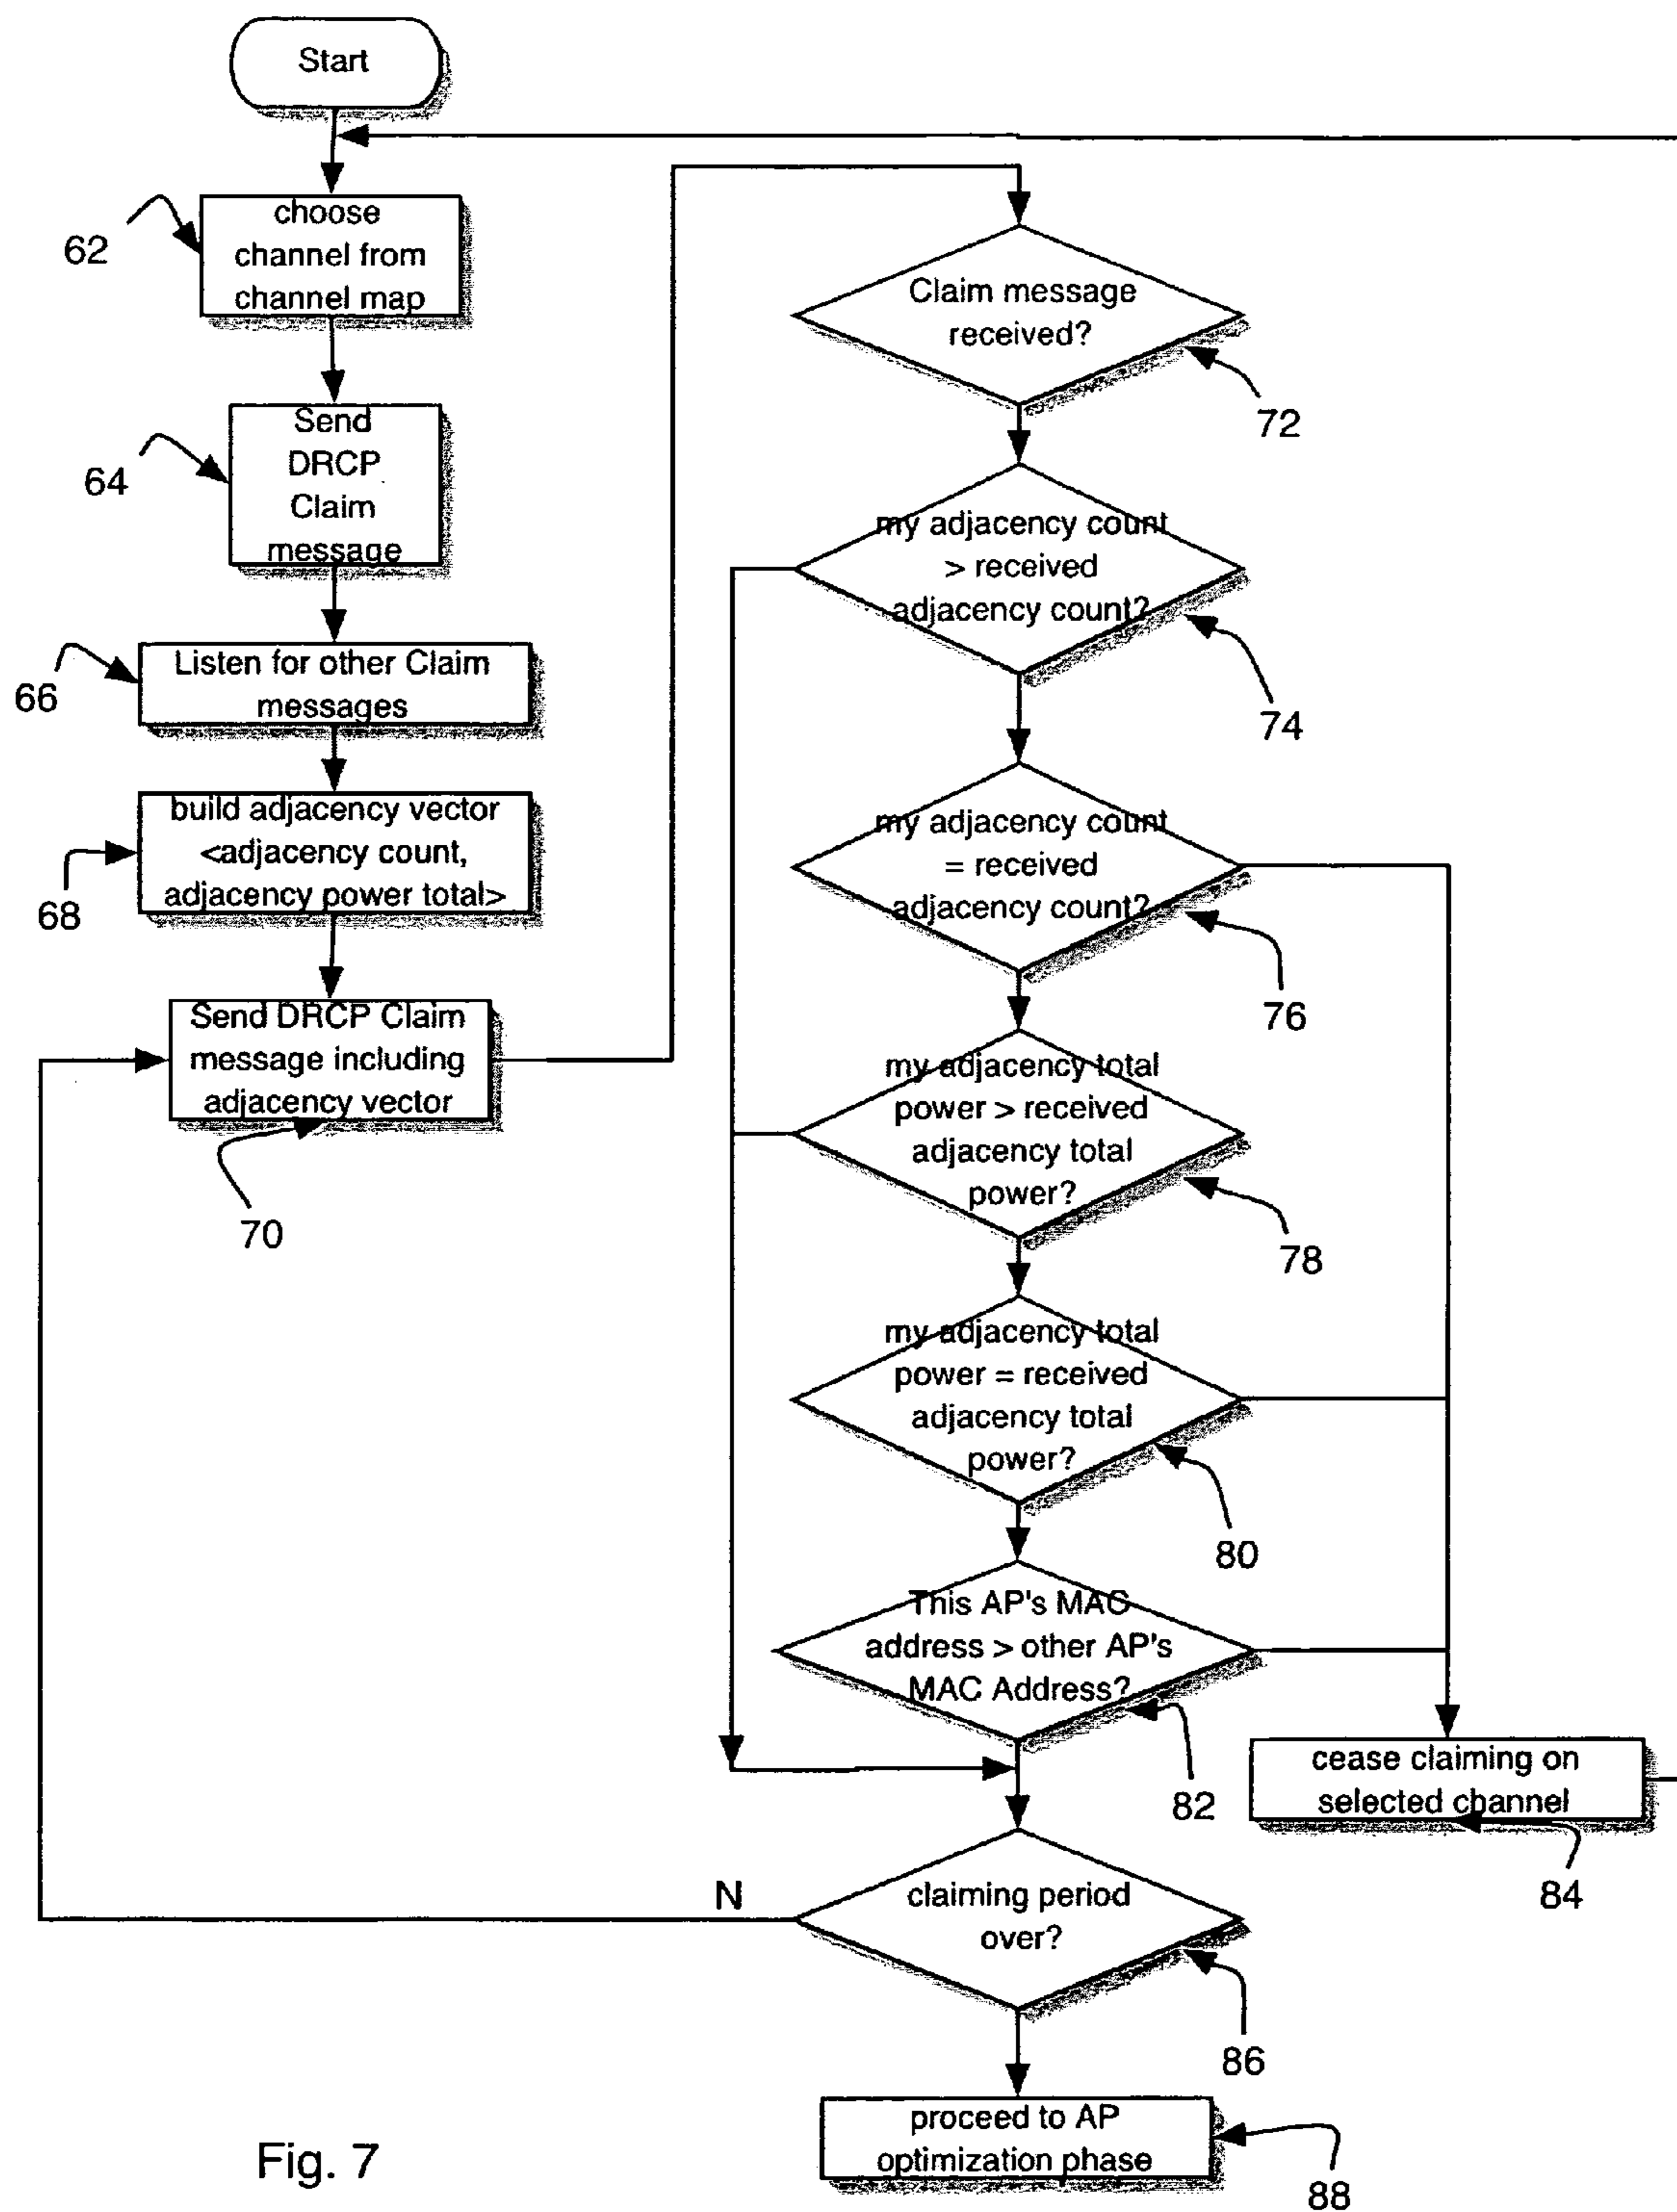 Start
choose
channel from
channel map
62
Send
DRCP
Claim
message
64
Listen for other Claim
messages
66
build adjacency vector
<adjacency count,
adjacency power total>
68
Send DRCP Claim
message including
adjacency vector
70
Claim message
received?
72
my adjacency count
> received
adjacency count?
74
my adjacency count
= received
adjacency count?
76
my adjacency total
power > received
adjacency total
power?
78
my adjacency total
power = received
adjacency total
power?
80
This AP's MAC
address > other AP's
MAC Address?
82
cease claiming on
selected channel
84
N
claiming period
over?
86
proceed to AP
optimization phase
88
Fig. 7